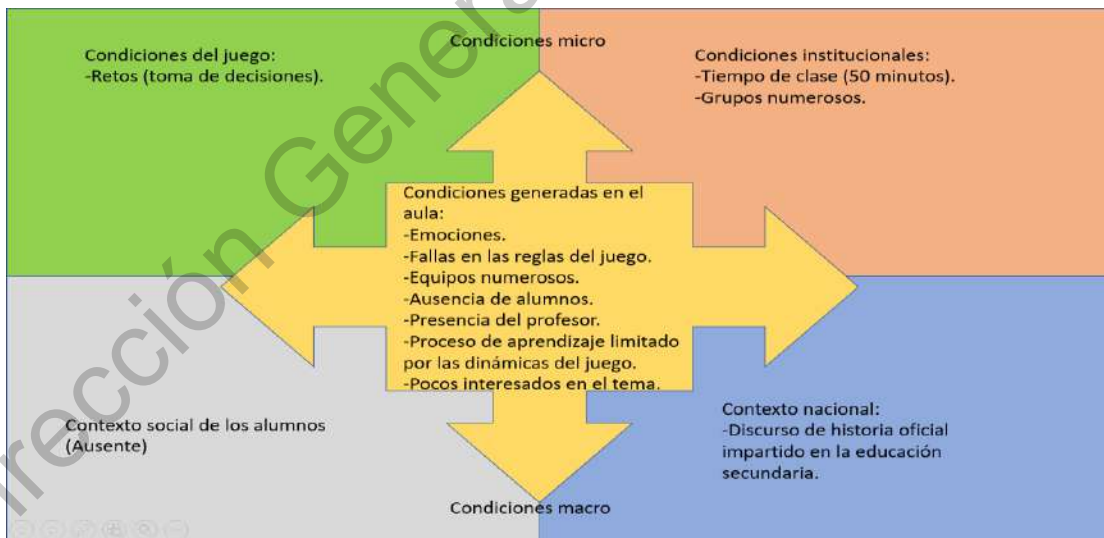 Condiciones micro
Condiciones del juego:
-Retos (toma de decisiones).
Condiciones institucionales:
-Tiempo de clase (50 minutos).
-Grupos numerosos.
Condiciones generadas en el
aula:
-Emociones.
-Fallas en las reglas del juego.
-Equipos numerosos.
-Ausencia de alumnos.
-Presencia del profesor.
-Proceso de aprendizaje limitado
por las dinámicas del juego.
-Pocos interesados en el tema.
Contexto social de los alumnos
(Ausente)
Contexto nacional:
-Discurso de historia oficial
impartido en la educación
secundaria.
Condiciones macro